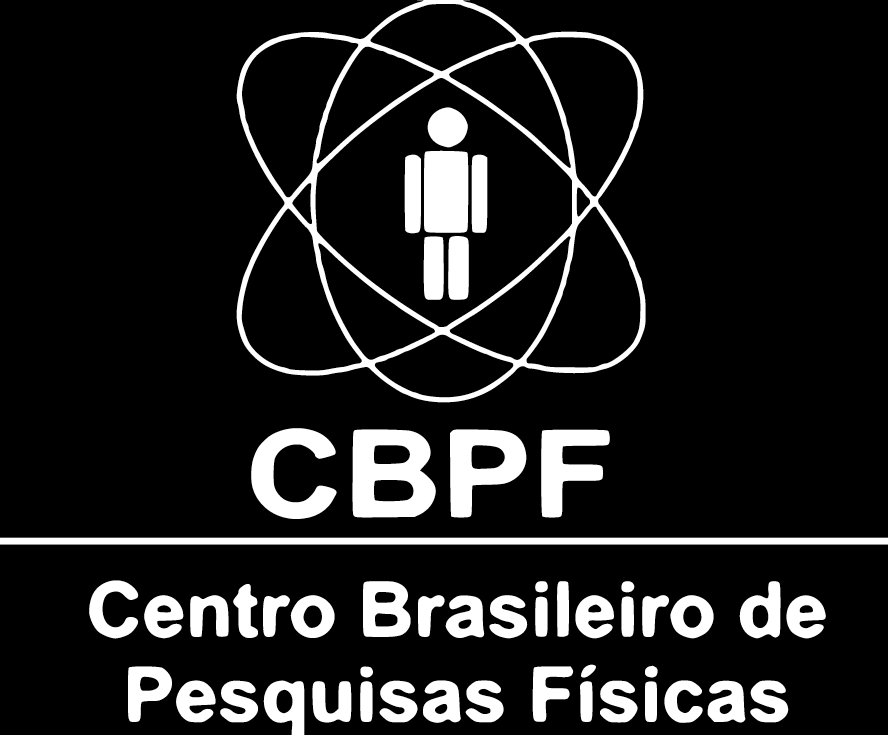 CBPF
Centro Brasileiro de
Pesquisas Físicas